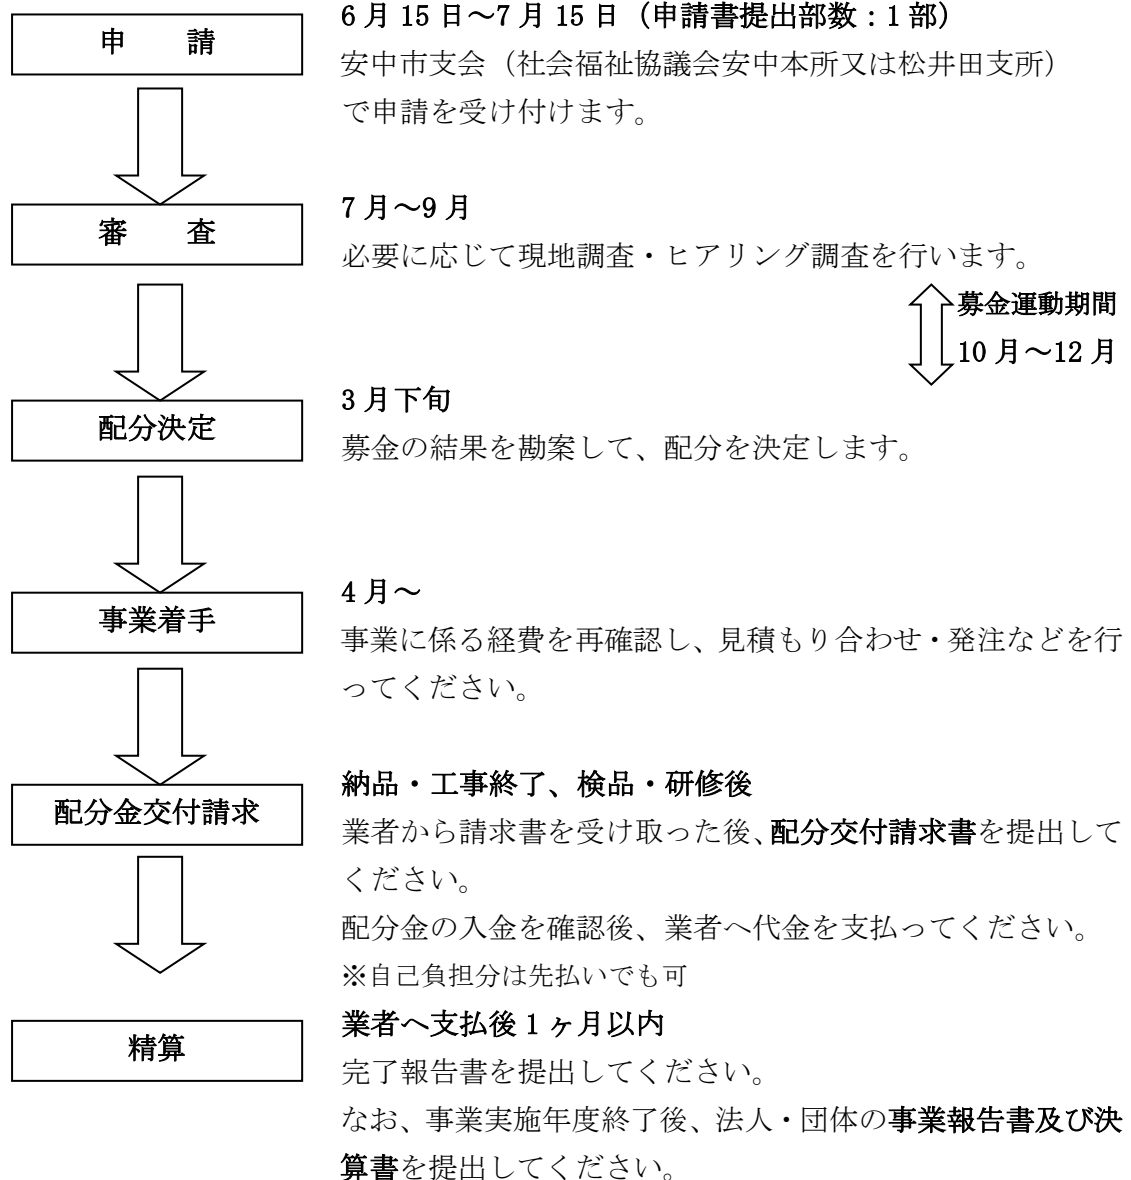 申　　請
6月15日～7月15日（申請書提出部数：1部）
安中市支会（社会福祉協議会安中本所又は松井田支所）
で申請を受け付けます。
審　　査
7月～9月
必要に応じて現地調査・ヒアリング調査を行います。
募金運動期間
10月～12月
配分決定
3月下旬
募金の結果を勘案して、配分を決定します。
事業着手
4月～
事業に係る経費を再確認し、見積もり合わせ・発注などを行
ってください。
配分金交付請求
納品・工事終了、検品・研修後
業者から請求書を受け取った後、配分交付請求書を提出して
ください。
配分金の入金を確認後、業者へ代金を支払ってください。
※自己負担分は先払いでも可
精算
業者へ支払後1ヶ月以内
完了報告書を提出してください。
なお、事業実施年度終了後、法人・団体の事業報告書及び決
算書を提出してください。